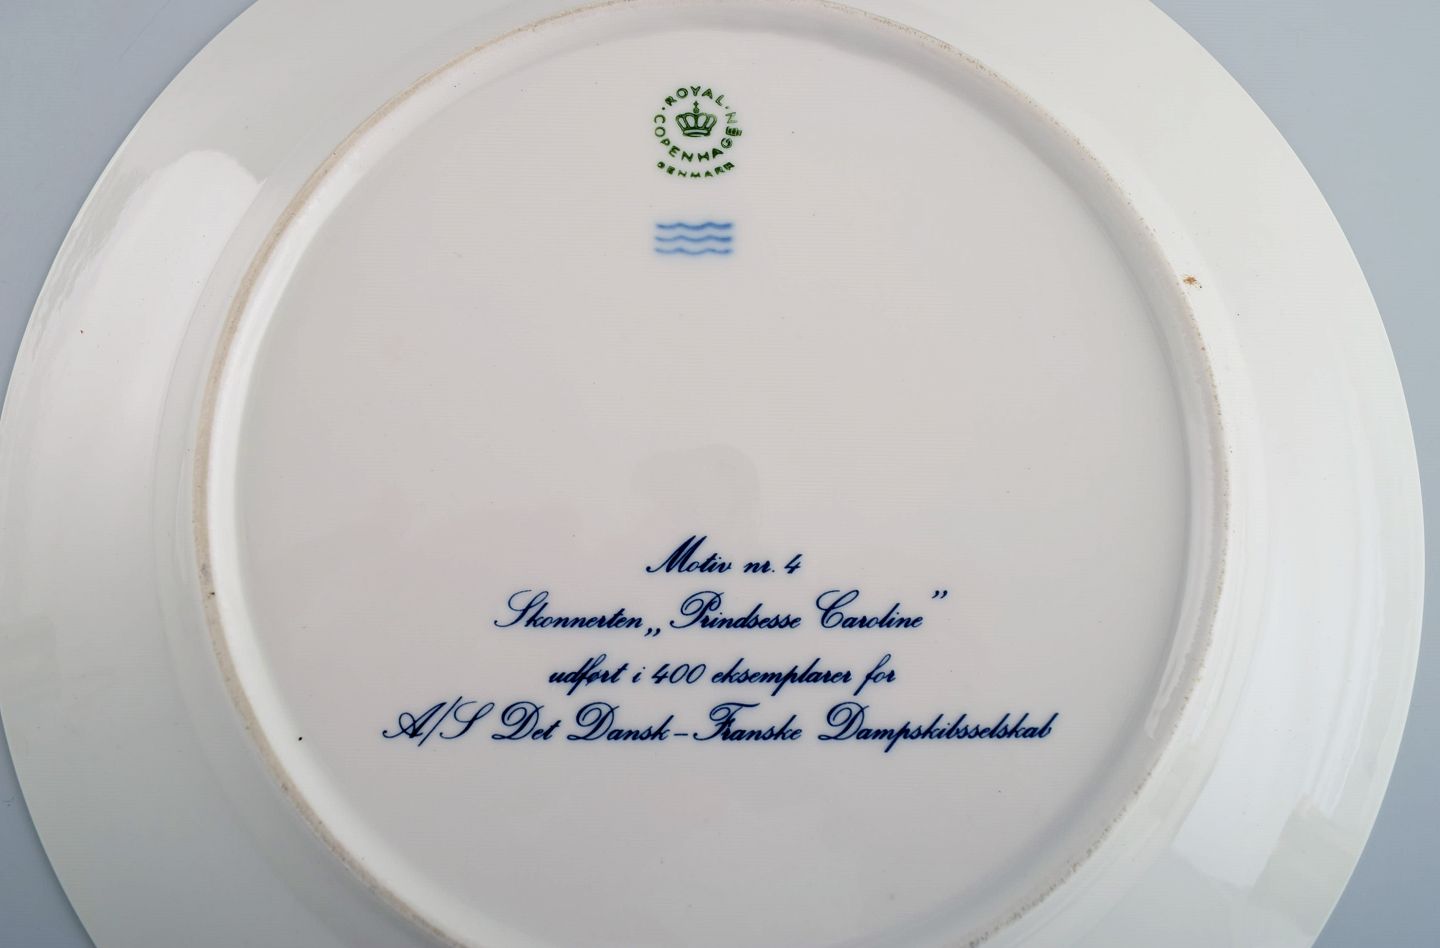 ROYAL
COPENHAGEN
DENMARK
Motiv nr. 4
Skonnerten „Prindsesse Caroline”
udført i 400 eksemplarer for
A/S Det Dansk-Franske Dampskibsselskab